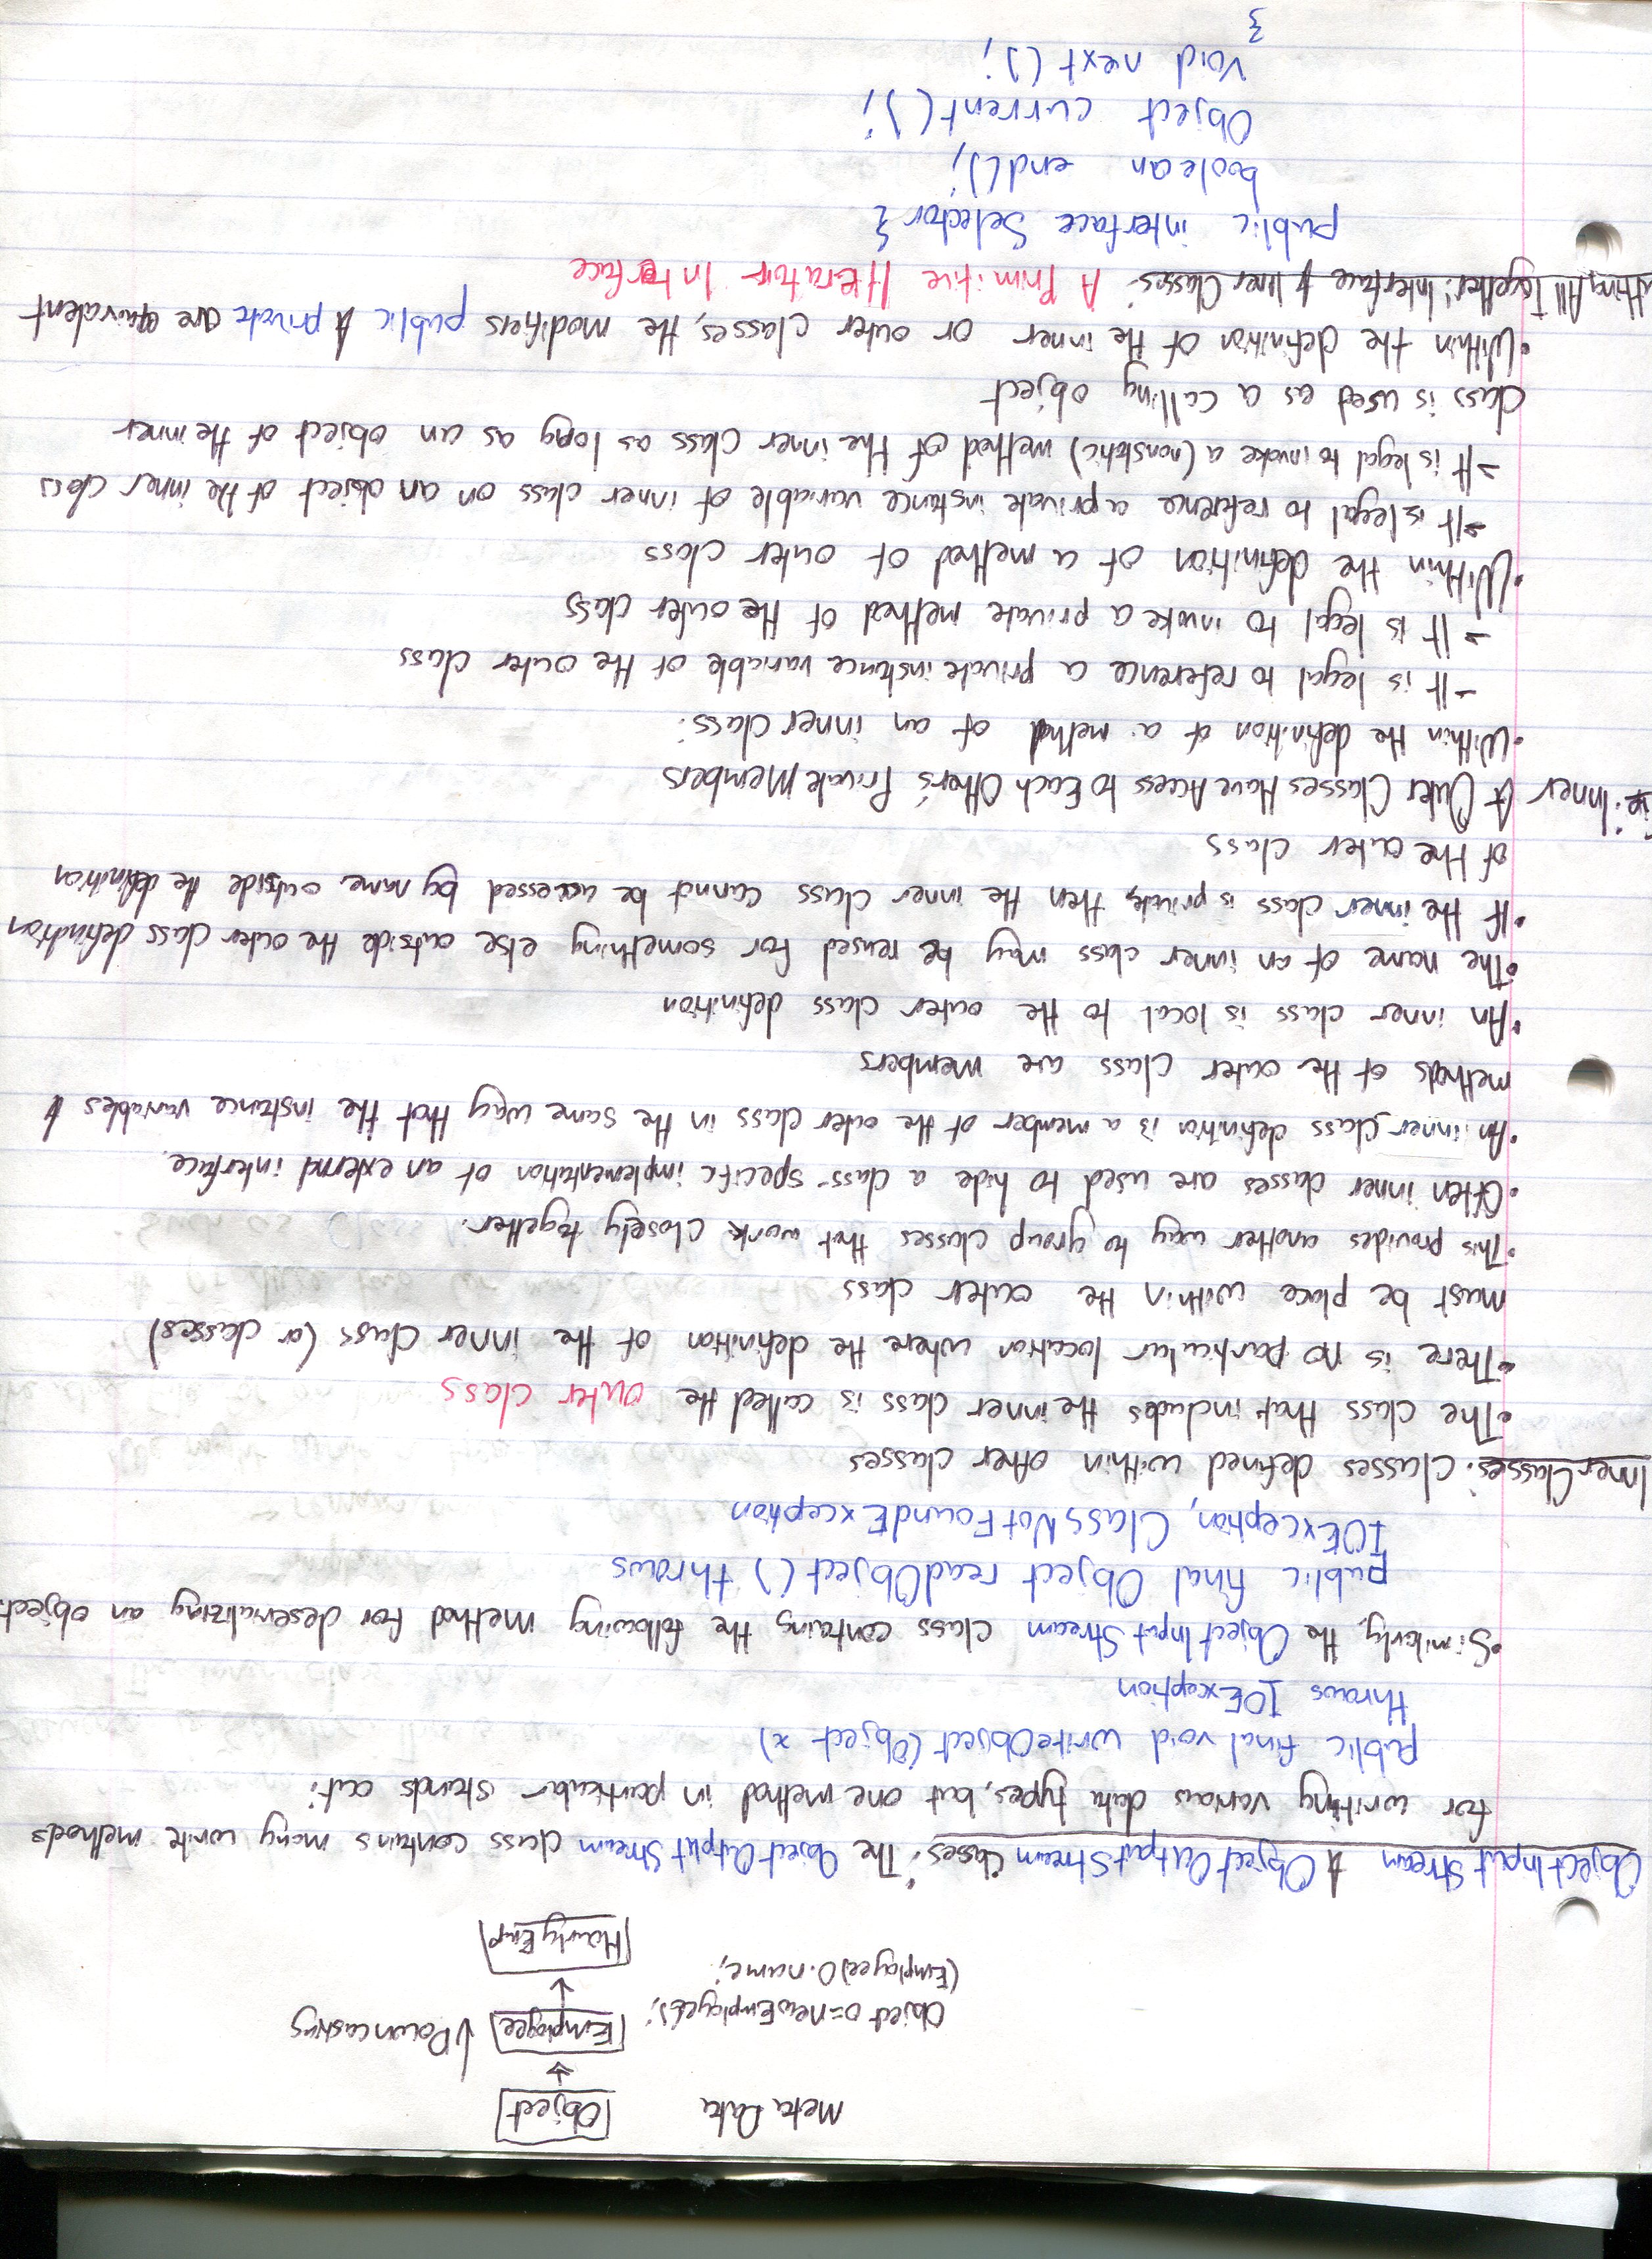 Meta Data
Object
Employee
↓Downcasting
HourlyEmp
Object o=new Employee();
(Employee)O.name;
ObjectInputStream & ObjectOutputStream Classes: The ObjectOutputStream class contains many write methods
for writing various data types, but one method in particular stands out:
public final void writeObject(Object x)
throws IOException
•Similarly, the ObjectInputStream class contains the following method for deserializing an object:
public final Object readObject() throws
IOException, ClassNotFoundException
Inner Classes: Classes defined within other classes
•The class that includes the inner class is called the outer class
•There is no particular location where the definition of the inner class (or classes)
must be place within the outer class
•This provides another way to group classes that work closely together.
•Often inner classes are used to hide a class-specific implementation of an external interface.
•An inner class definition is a member of the outer class in the same way that the instance variables &
methods of the outer class are members
•An inner class is local to the outer class definition
•The name of an inner class may be reused for something else outside the outer class definition
•If the inner class is private, then the inner class cannot be accessed by name outside the definition
of the outer class
Inner & Outer Classes Have Access to Each Other's Private Members
•Within the definition of a method of an inner class:
→It is legal to reference a private instance variable of the outer class
→It is legal to invoke a private method of the outer class
•Within the definition of a method of outer class
→It is legal to reference a private instance variable of inner class on an object of the inner class
→It is legal to invoke a (nonstatic) method of the inner class as long as an object of the inner
class is used as a calling object
•Within the definition of the inner or outer classes, the modifiers public & private are equivalent
utting All Together: Interface & Inner Classes: A Primitive Iterator Interface
public interface Selector{
boolean end();
Object current();
Void next();
}